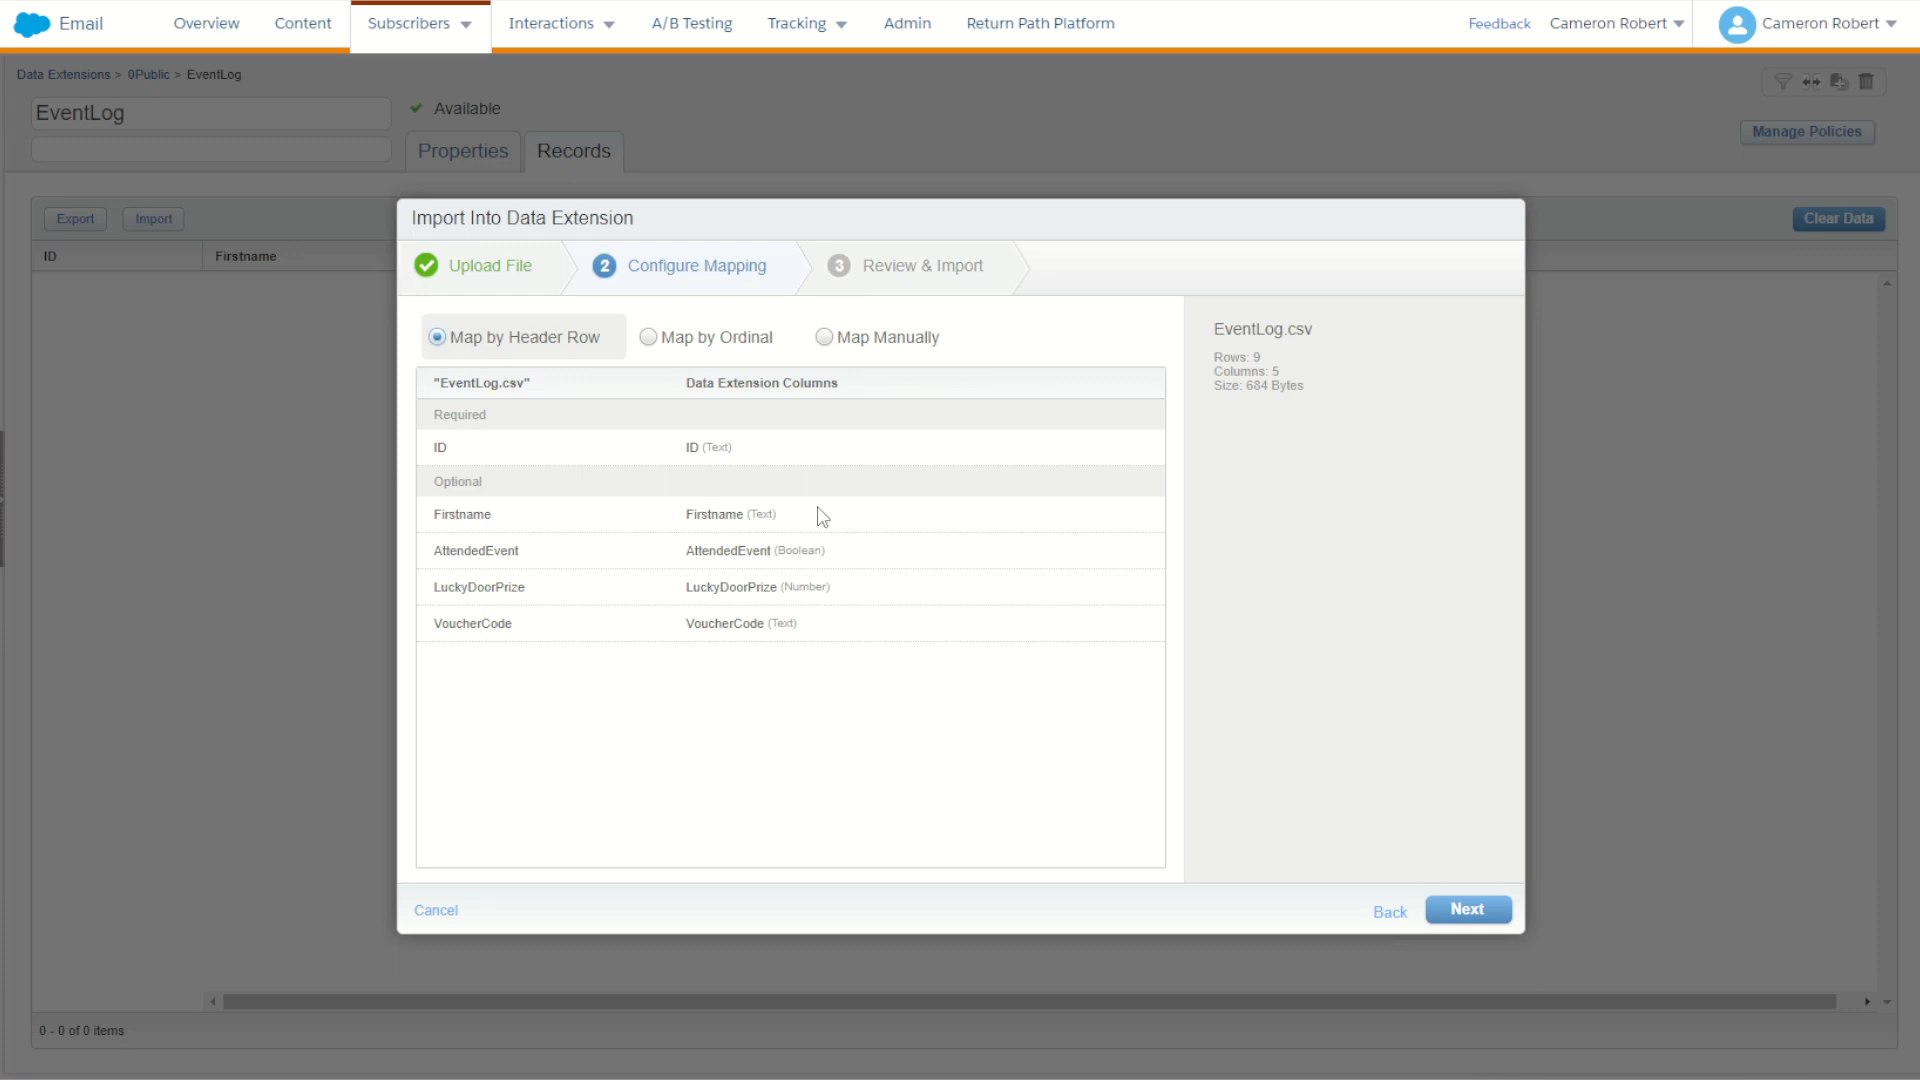 Email Overview Content Subscribers Interactions A/B Testing Tracking Admin Return Path Platform Feedback Cameron Robert Cameron Robert
Data Extensions > 0Public > EventLog
EventLog
Available
Manage Policies
Properties Records
Export Import Clear Data
ID Firstname
Import Into Data Extension
Upload File 2 Configure Mapping 3 Review & Import
Map by Header Row Map by Ordinal Map Manually
"EventLog.csv" Data Extension Columns
Required
ID ID (Text)
Optional
Firstname Firstname (Text)
AttendedEvent AttendedEvent (Boolean)
LuckyDoorPrize LuckyDoorPrize (Number)
VoucherCode VoucherCode (Text)
EventLog.csv
Rows: 9
Columns: 5
Size: 684 Bytes
Cancel Back Next
0 - 0 of 0 items